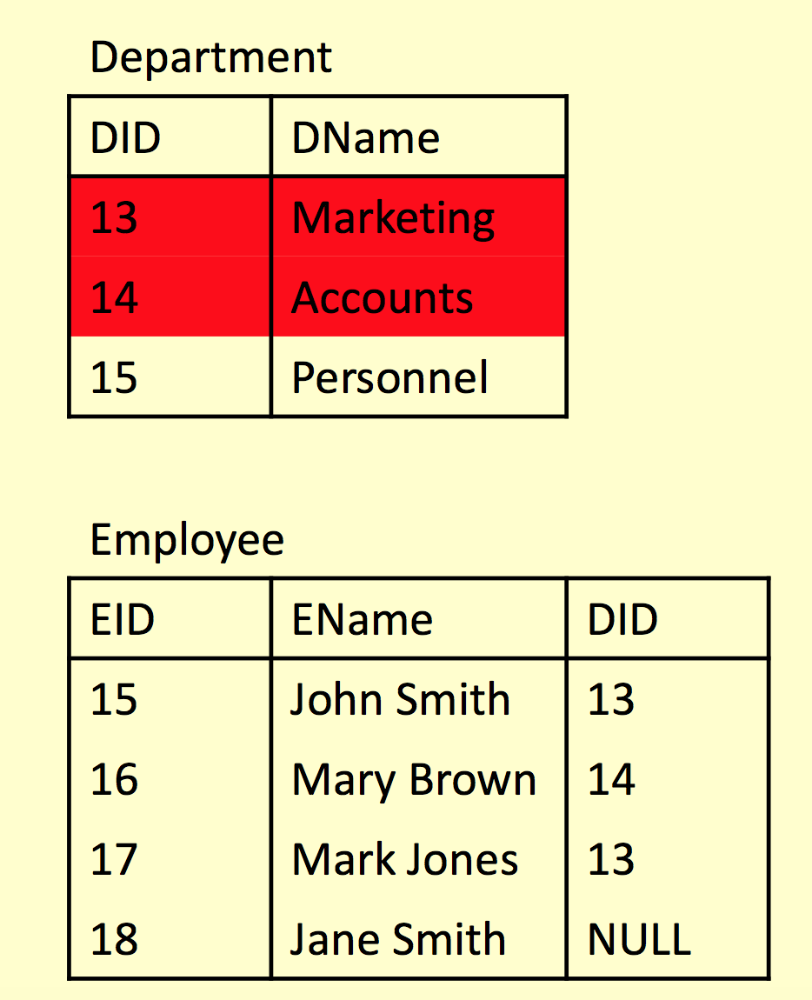 Department
DID DName
13 Marketing
14 Accounts
15 Personnel
Employee
EID EName DID
15 John Smith 13
16 Mary Brown 14
17 Mark Jones 13
18 Jane Smith NULL